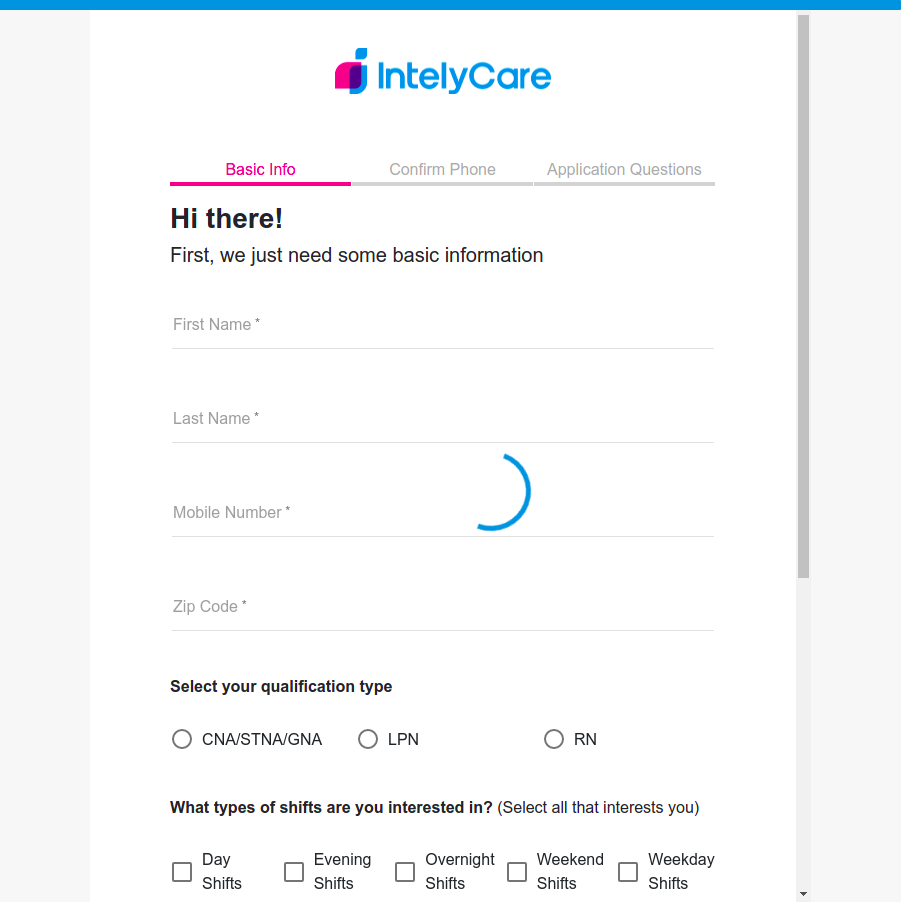 IntelyCare
Basic Info
Confirm Phone
Application Questions
Hi there!
First, we just need some basic information
First Name *
Last Name *
Mobile Number *
Zip Code *
Select your qualification type
CNA/STNA/GNA
LPN
RN
What types of shifts are you interested in? (Select all that interests you)
Day
Shifts
Evening
Shifts
Overnight
Shifts
Weekend
Shifts
Weekday
Shifts